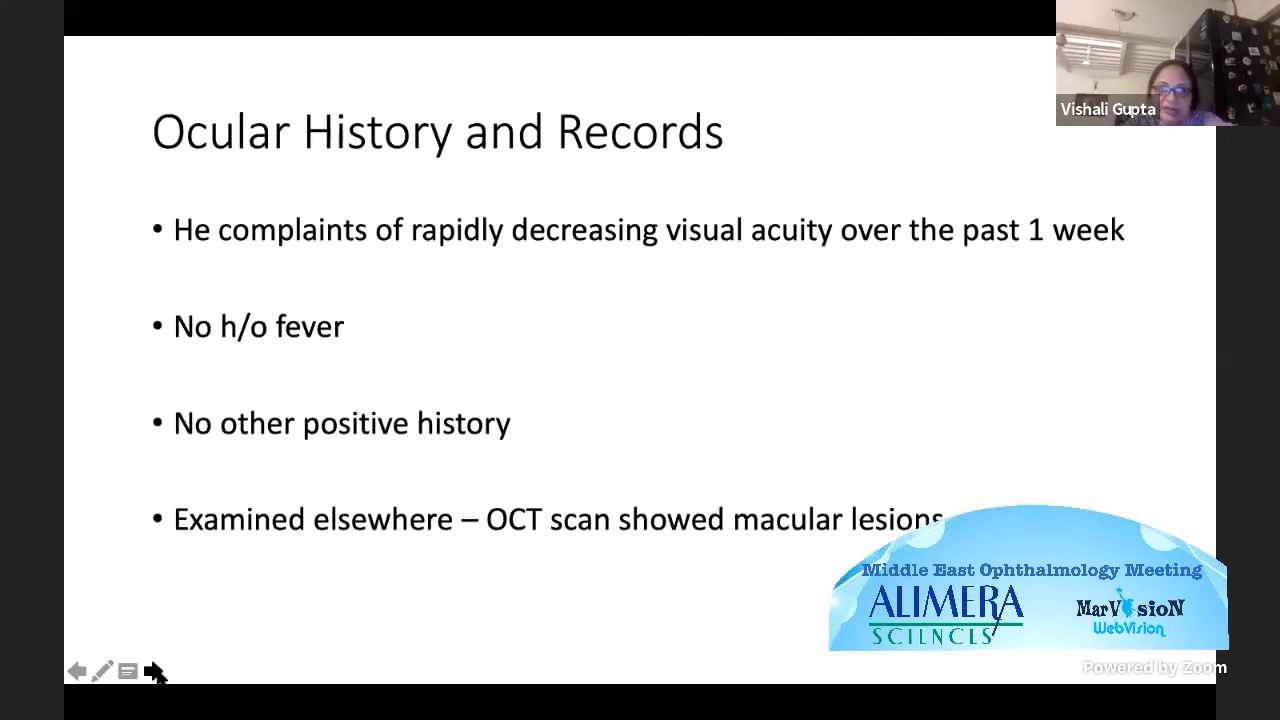 Vishali Gupta
Ocular History and Records
• He complaints of rapidly decreasing visual acuity over the past 1 week
• No h/o fever
• No other positive history
• Examined elsewhere – OCT scan showed macular lesions
Middle East Ophthalmology Meeting
ALIMERA
SCIENCES
MarVisioN
WebVision
Powered by Zoom